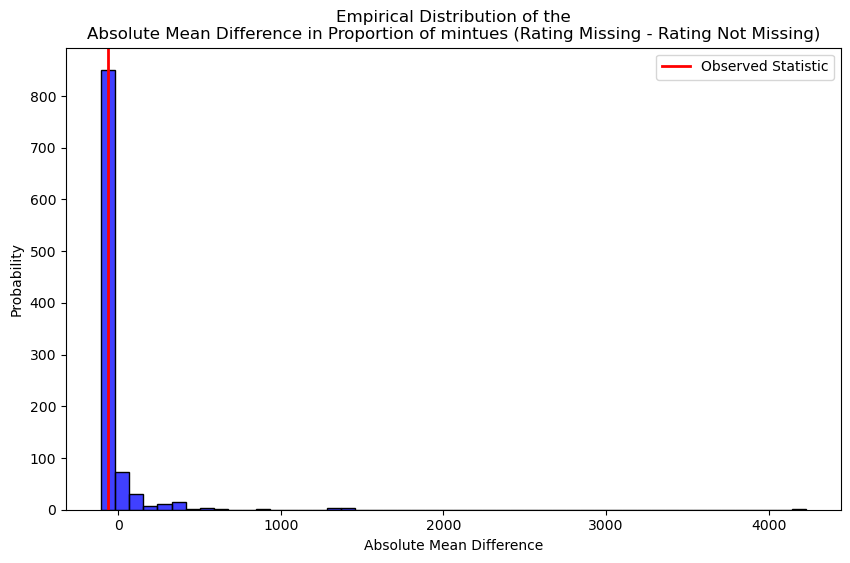 Empirical Distribution of the
Absolute Mean Difference in Proportion of mintues (Rating Missing - Rating Not Missing)
Observed Statistic
Probability
800
700
600
500
400
300
200
100
0
0
1000
2000
3000
4000
Absolute Mean Difference